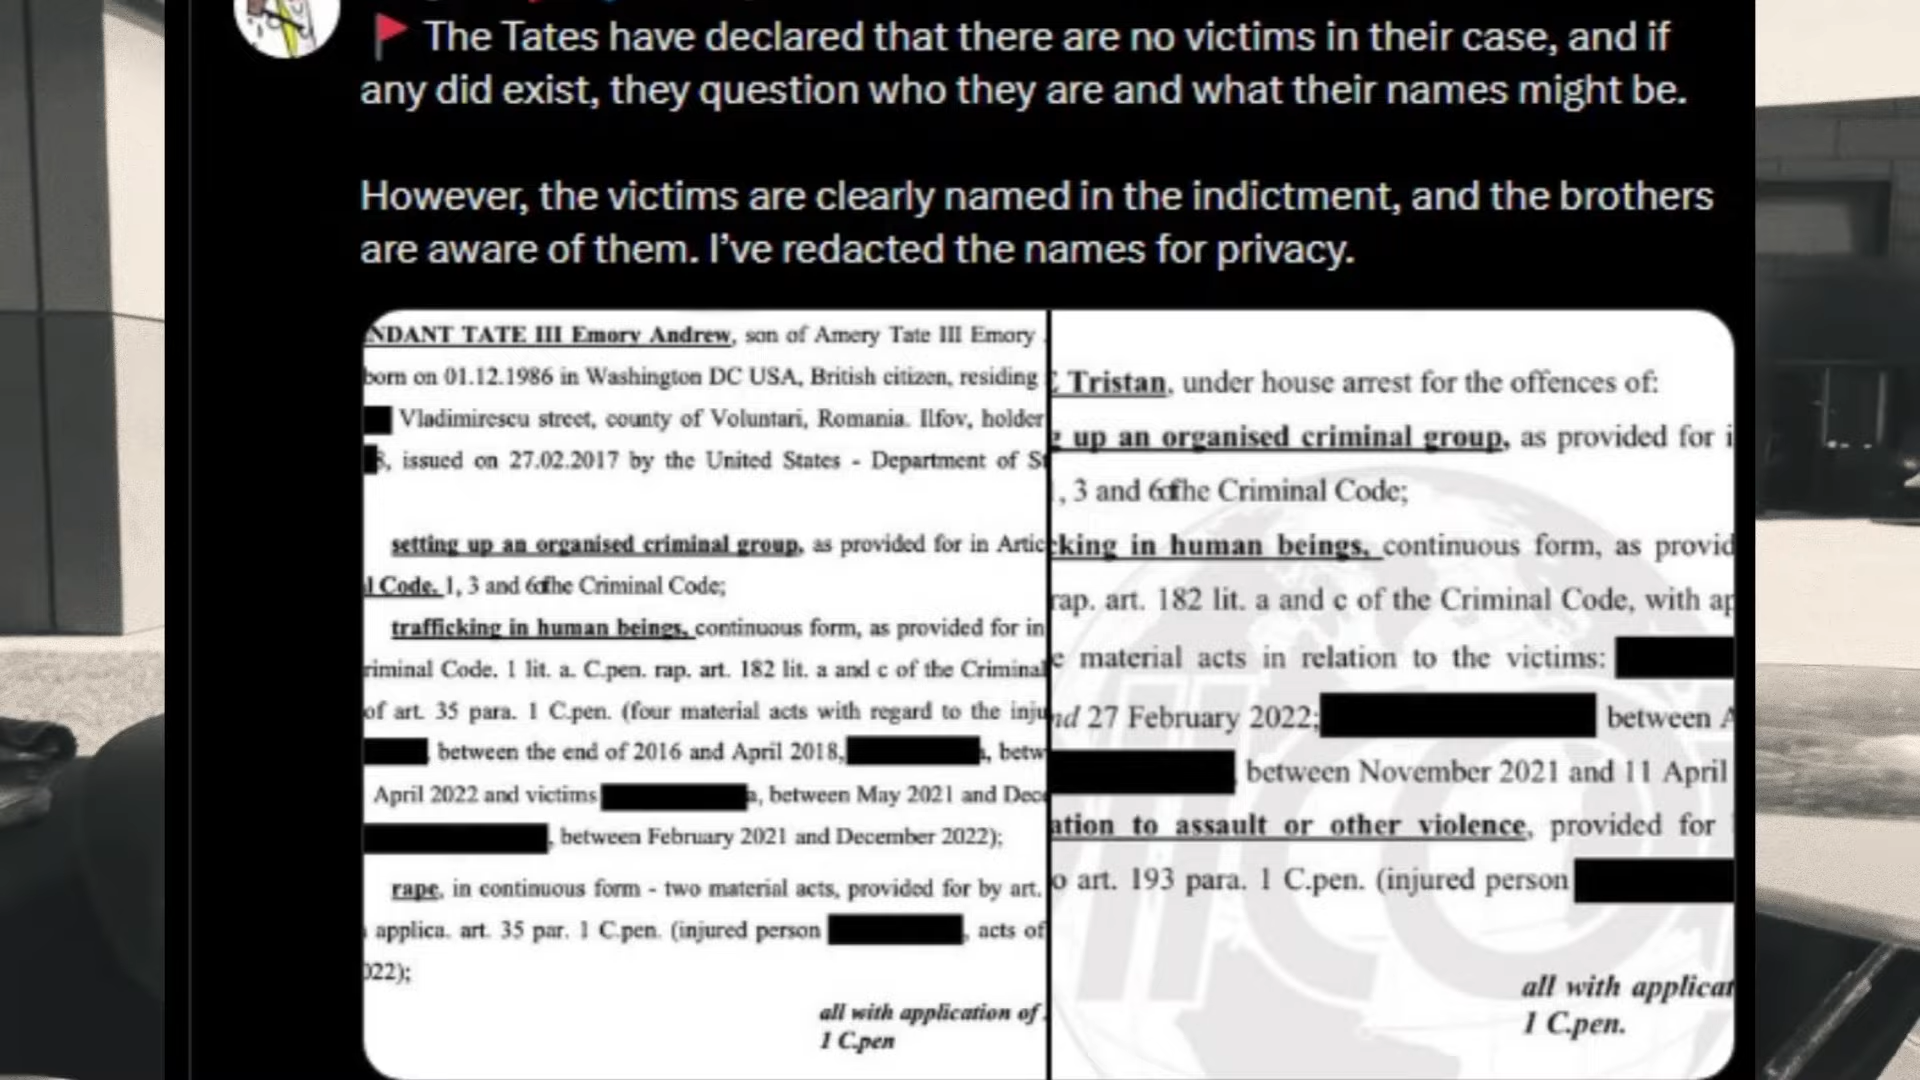 The Tates have declared that there are no victims in their case, and if
any did exist, they question who they are and what their names might be.
However, the victims are clearly named in the indictment, and the brothers
are aware of them. I've redacted the names for privacy.
NDANT TATE III Emory Andrew, son of Amery Tate III Emory
born on 01.12.1986 in Washington DC USA, British citizen, residing
Vladimirescu street, county of Voluntari, Romania. Ilfov, holder
, issued on 27.02.2017 by the United States - Department of St
setting up an organised criminal group, as provided for in Artic
l Code. 1, 3 and 6 the Criminal Code;
trafficking in human beings, continuous form, as provided for in
riminal Code. 1 lit. a. C.pen. rap. art. 182 lit. a and c of the Criminal
of art. 35 para. 1 C.pen. (four material acts with regard to the inju
, between the end of 2016 and April 2018, , betw
April 2022 and victims a, between May 2021 and Dece
, between February 2021 and December 2022);
rape, in continuous form - two material acts, provided for by art.
applica. art. 35 par. 1 C.pen. (injured person , acts of
022);
all with application of
1 C.pen
Tristan, under house arrest for the offences of:
g up an organised criminal group, as provided for i
, 3 and 6 the Criminal Code;
king in human beings, continuous form, as provid
rap. art. 182 lit. a and c of the Criminal Code, with ap
e material acts in relation to the victims:
nd 27 February 2022; between A
between November 2021 and 11 April
ation to assault or other violence, provided for
o art. 193 para. 1 C.pen. (injured person
all with applicat
1 C.pen.